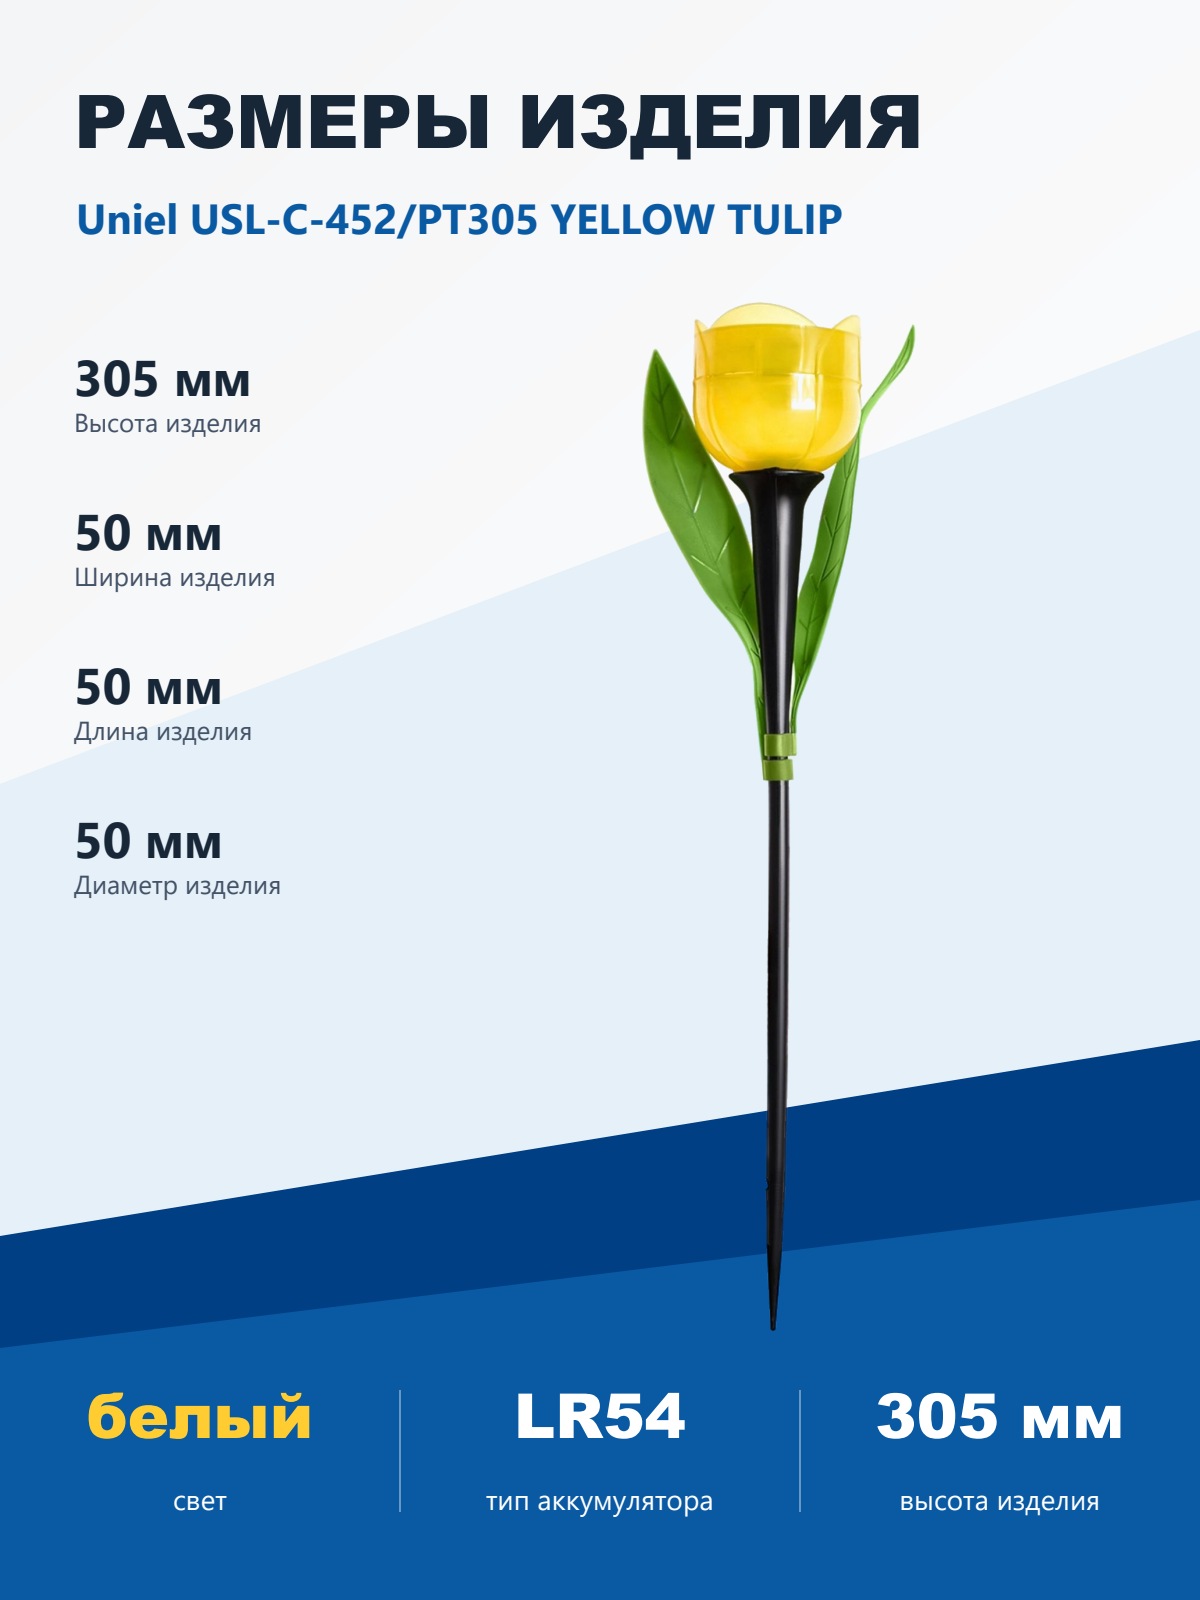 РАЗМЕРЫ ИЗДЕЛИЯ
Uniel USL-C-452/PT305 YELLOW TULIP
305 мм
Высота изделия
50 мм
Ширина изделия
50 мм
Длина изделия
50 мм
Диаметр изделия
белый
свет
LR54
тип аккумулятора
305 мм
высота изделия